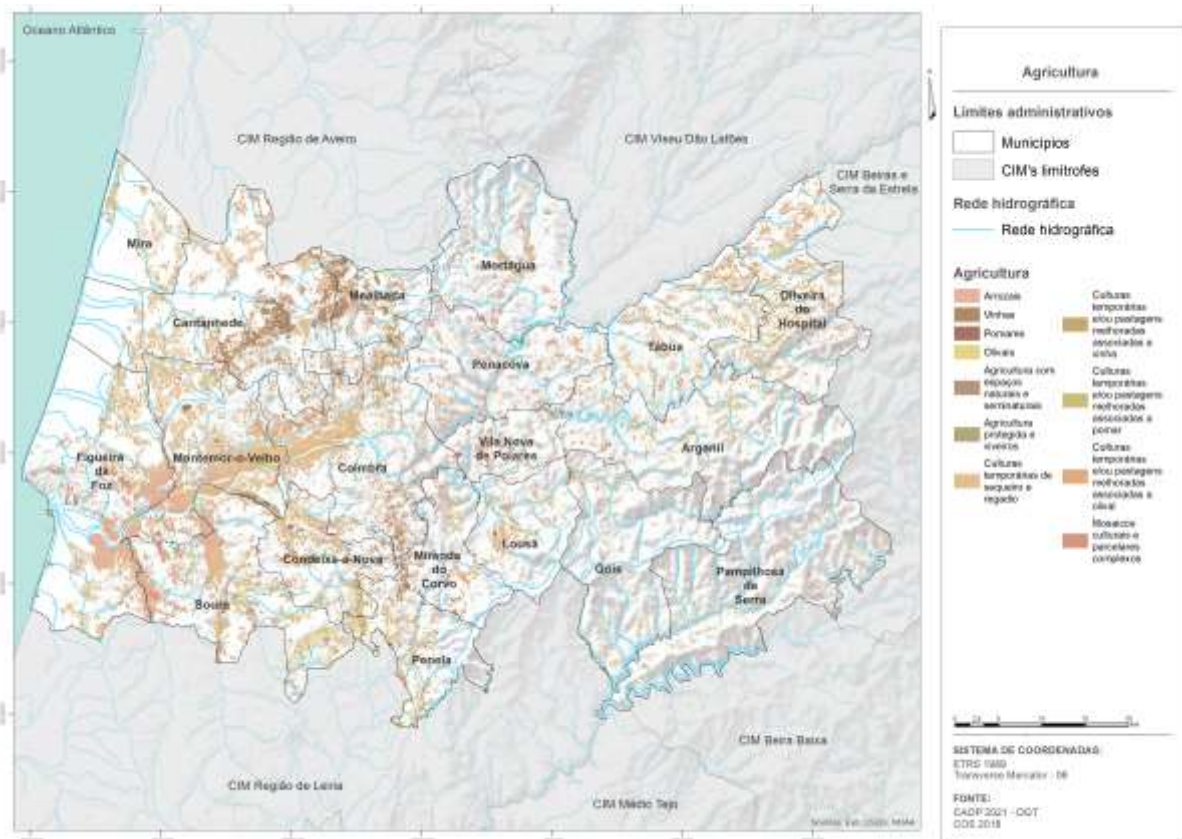 Oceano Atlântico
CIM Região de Aveiro
CIM Viseu Dão Lafões
CIM Beiras e
Serra da Estrela
Mira
Mortágua
Mealhada
Cantanhede
Oliveira
do
Hospital
Tábua
Penacova
Vila Nova
de Poiares
Arganil
Figueira
da
Foz
Montemor-o-Velho
Coimbra
Lousã
Condeixa-a-Nova
Miranda
do
Corvo
Góis
Pampilhosa
da
Serra
Soure
Penela
CIM Beira Baixa
CIM Região de Leiria
CIM Médio Tejo
Agricultura
Limites administrativos
Municípios
CIM's limítrofes
Rede hidrográfica
Rede hidrográfica
Agricultura
Arrozais
Vinhas
Pomares
Olivais
Agricultura com
espaços
naturais e
seminaturais
Agricultura
protegida e
viveiros
Culturas
temporárias de
sequeiro e
regadio
Culturas
temporárias
e/ou pastagens
melhoradas
associadas a
vinha
Culturas
temporárias
e/ou pastagens
melhoradas
associadas a
pomar
Culturas
temporárias
e/ou pastagens
melhoradas
associadas a
olival
Mosaicos
culturais e
parcelares
complexos
SISTEMA DE COORDENADAS:
ETRS 1989
Transverse Mercator - 06
FONTE:
CAOP 2021 - DGT
COS 2018